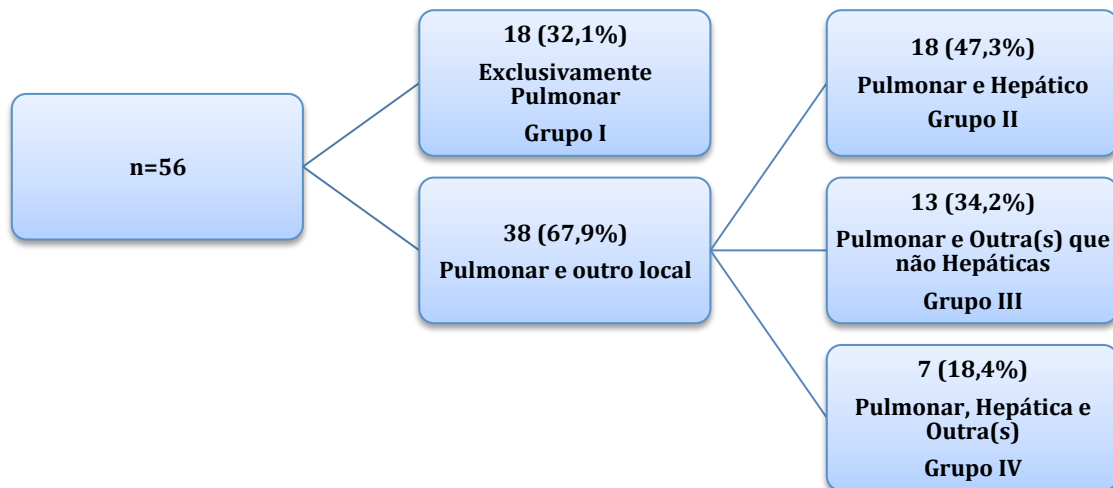 n=56
18 (32,1%)
Exclusivamente
Pulmonar
Grupo I
38 (67,9%)
Pulmonar e outro local
18 (47,3%)
Pulmonar e Hepático
Grupo II
13 (34,2%)
Pulmonar e Outra(s) que
não Hepáticas
Grupo III
7 (18,4%)
Pulmonar, Hepática e
Outra(s)
Grupo IV